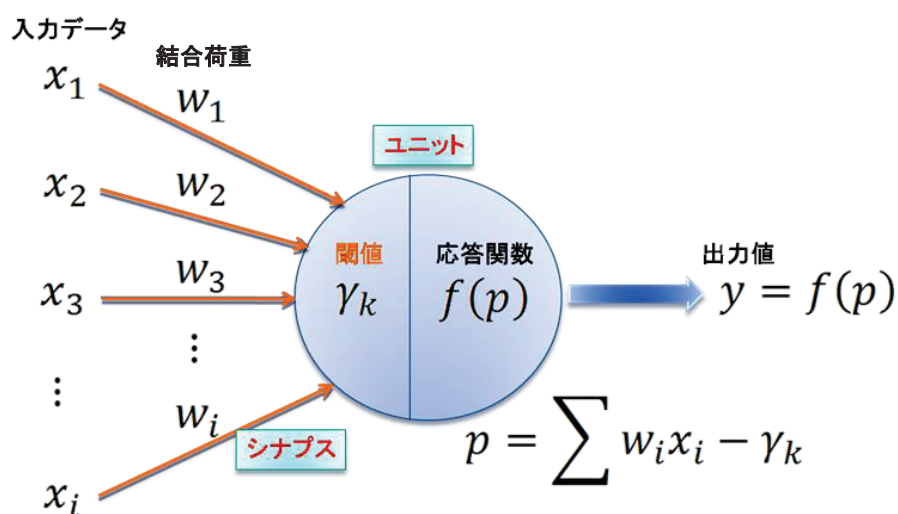 入力データ
結合荷重
x₁
w₁
ユニット
x₂
w₂
閾値
応答関数
出力値
x₃
w₃
γₖ
f(p)
y = f(p)
⋮
⋮
wᵢ
シナプス
p = ∑ wᵢxᵢ − γₖ
xᵢ